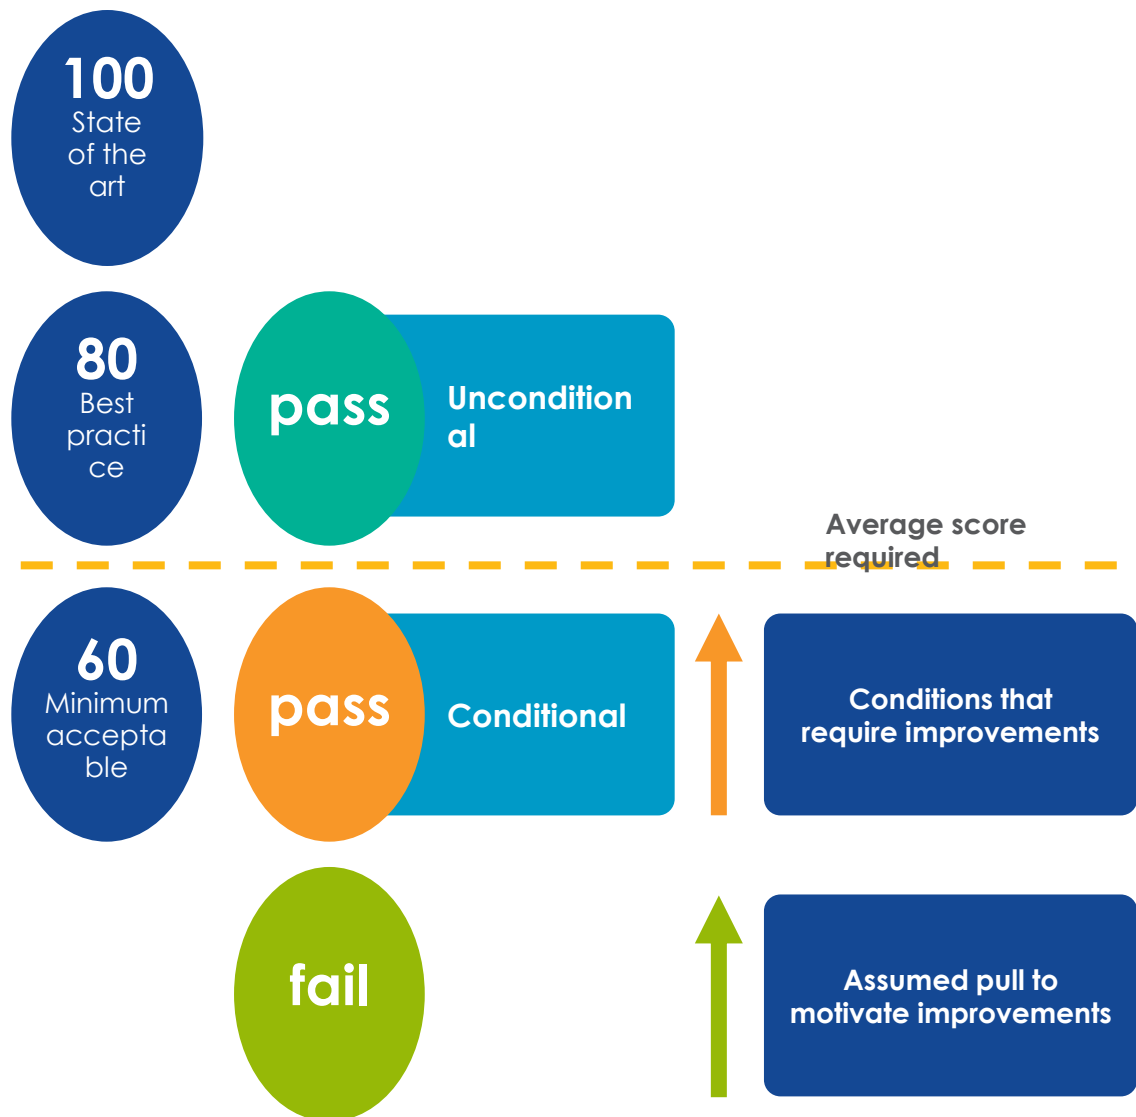 100
State
of the
art
80
Best
practi
ce
pass
Uncondition
al
Average score
required
60
Minimum
accepta
ble
pass
Conditional
Conditions that
require improvements
fail
Assumed pull to
motivate improvements